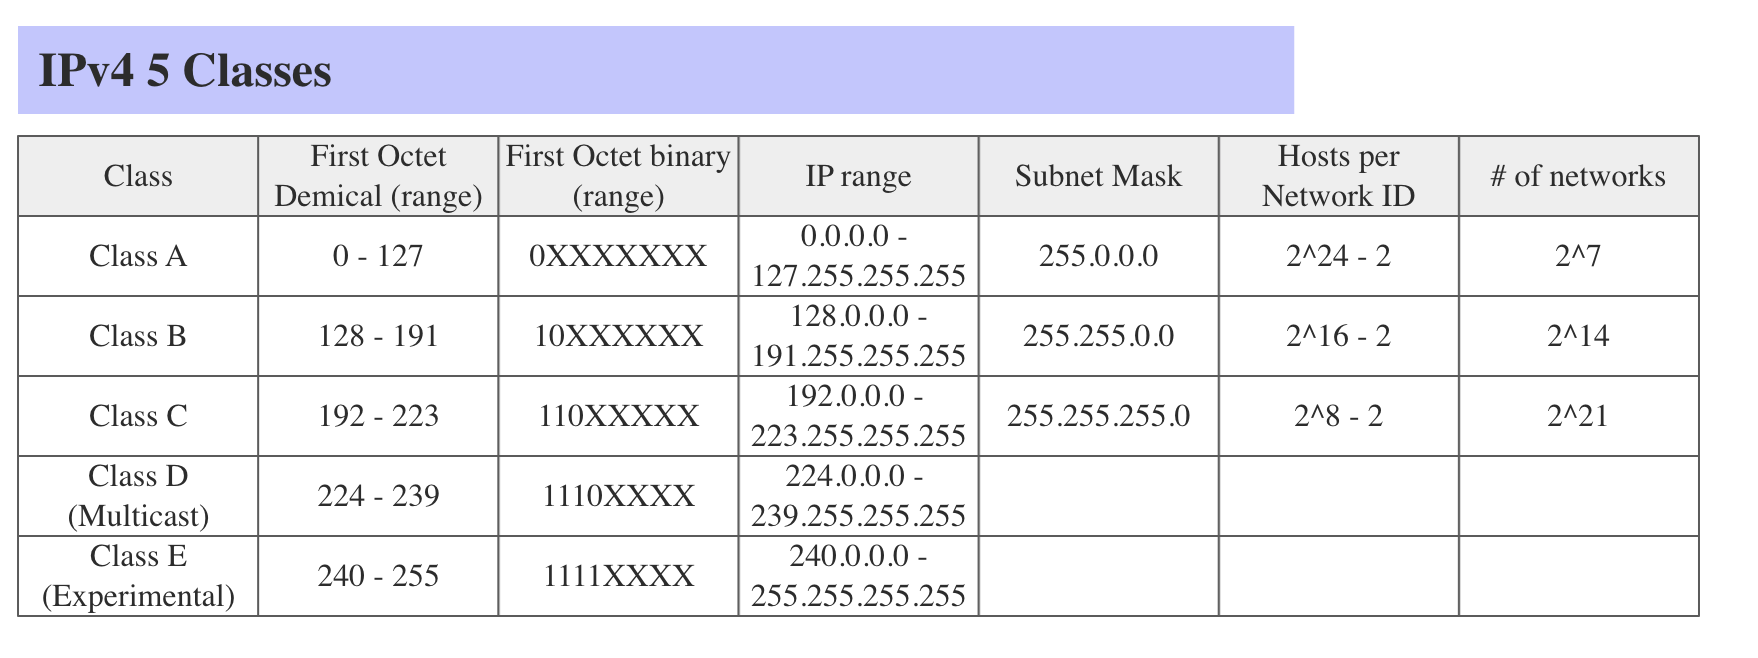 IPv4 5 Classes
Class
First Octet
Demical (range)
First Octet binary
(range)
IP range
Subnet Mask
Hosts per
Network ID
# of networks
Class A
0 - 127
0XXXXXXX
0.0.0.0 -
127.255.255.255
255.0.0.0
2^24 - 2
2^7
Class B
128 - 191
10XXXXXX
128.0.0.0 -
191.255.255.255
255.255.0.0
2^16 - 2
2^14
Class C
192 - 223
110XXXXX
192.0.0.0 -
223.255.255.255
255.255.255.0
2^8 - 2
2^21
Class D
(Multicast)
224 - 239
1110XXXX
224.0.0.0 -
239.255.255.255
Class E
(Experimental)
240 - 255
1111XXXX
240.0.0.0 -
255.255.255.255